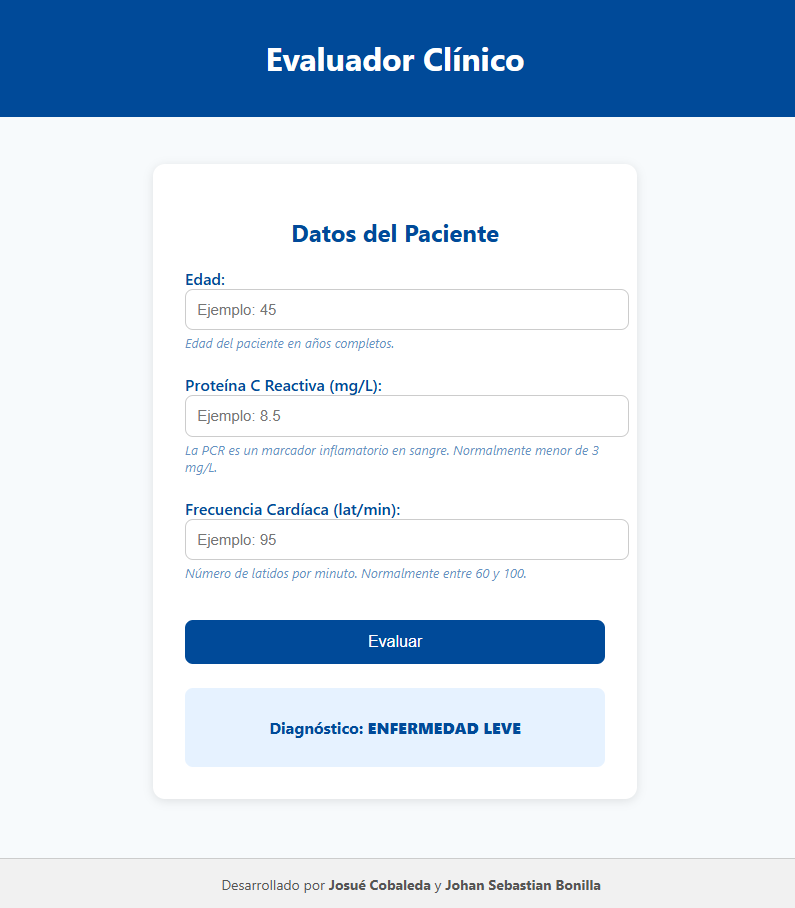 Evaluador Clínico
Datos del Paciente
Edad:
Ejemplo: 45
Edad del paciente en años completos.
Proteína C Reactiva (mg/L):
Ejemplo: 8.5
La PCR es un marcador inflamatorio en sangre. Normalmente menor de 3
mg/L.
Frecuencia Cardíaca (lat/min):
Ejemplo: 95
Número de latidos por minuto. Normalmente entre 60 y 100.
Evaluar
Diagnóstico: ENFERMEDAD LEVE
Desarrollado por Josué Cobaleda y Johan Sebastian Bonilla